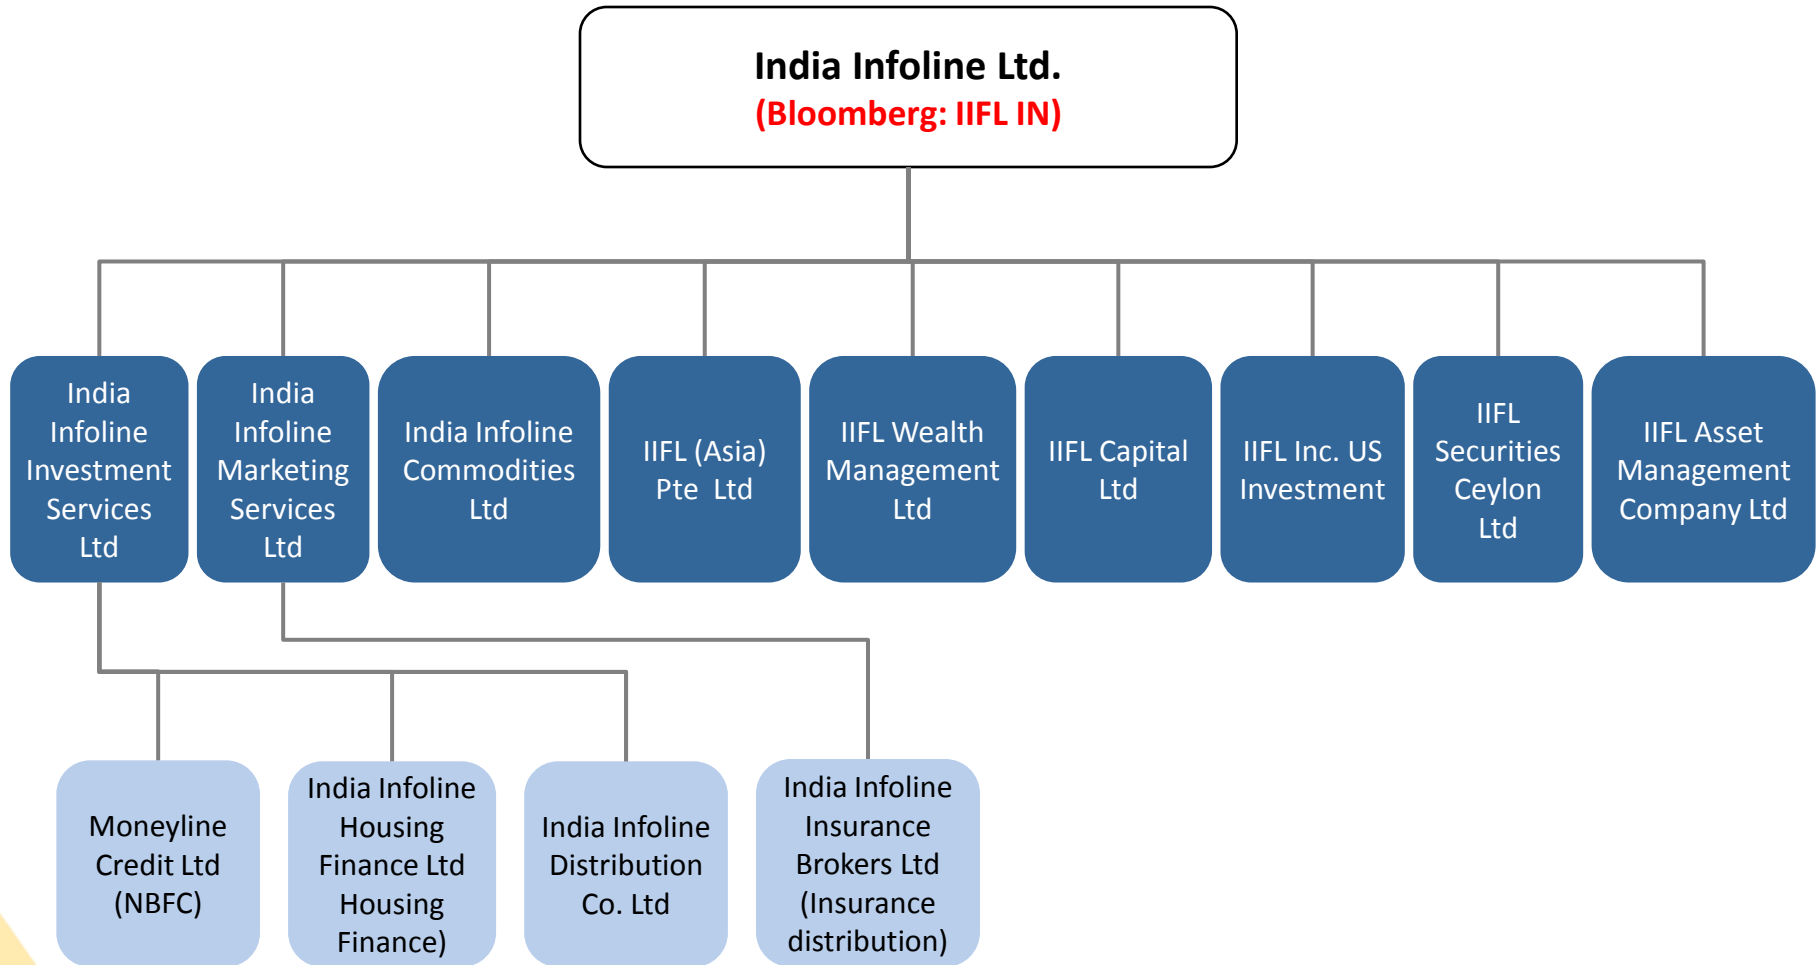 India Infoline Ltd.
(Bloomberg: IIFL IN)
India
Infoline
Investment
Services
Ltd
India
Infoline
Marketing
Services
Ltd
India Infoline
Commodities
Ltd
IIFL (Asia)
Pte Ltd
IIFL Wealth
Management
Ltd
IIFL Capital
Ltd
IIFL Inc. US
Investment
IIFL
Securities
Ceylon
Ltd
IIFL Asset
Management
Company Ltd
Moneyline
Credit Ltd
(NBFC)
India Infoline
Housing
Finance Ltd
Housing
Finance)
India Infoline
Distribution
Co. Ltd
India Infoline
Insurance
Brokers Ltd
(Insurance
distribution)